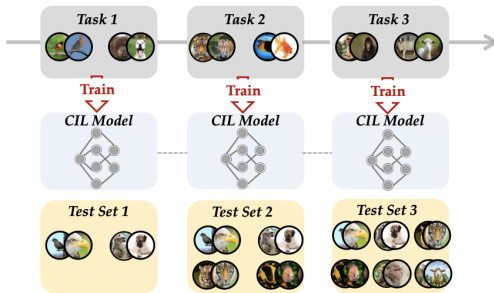 Task 1
Task 2
Task 3
Train
Train
Train
CIL Model
CIL Model
CIL Model
Test Set 1
Test Set 2
Test Set 3